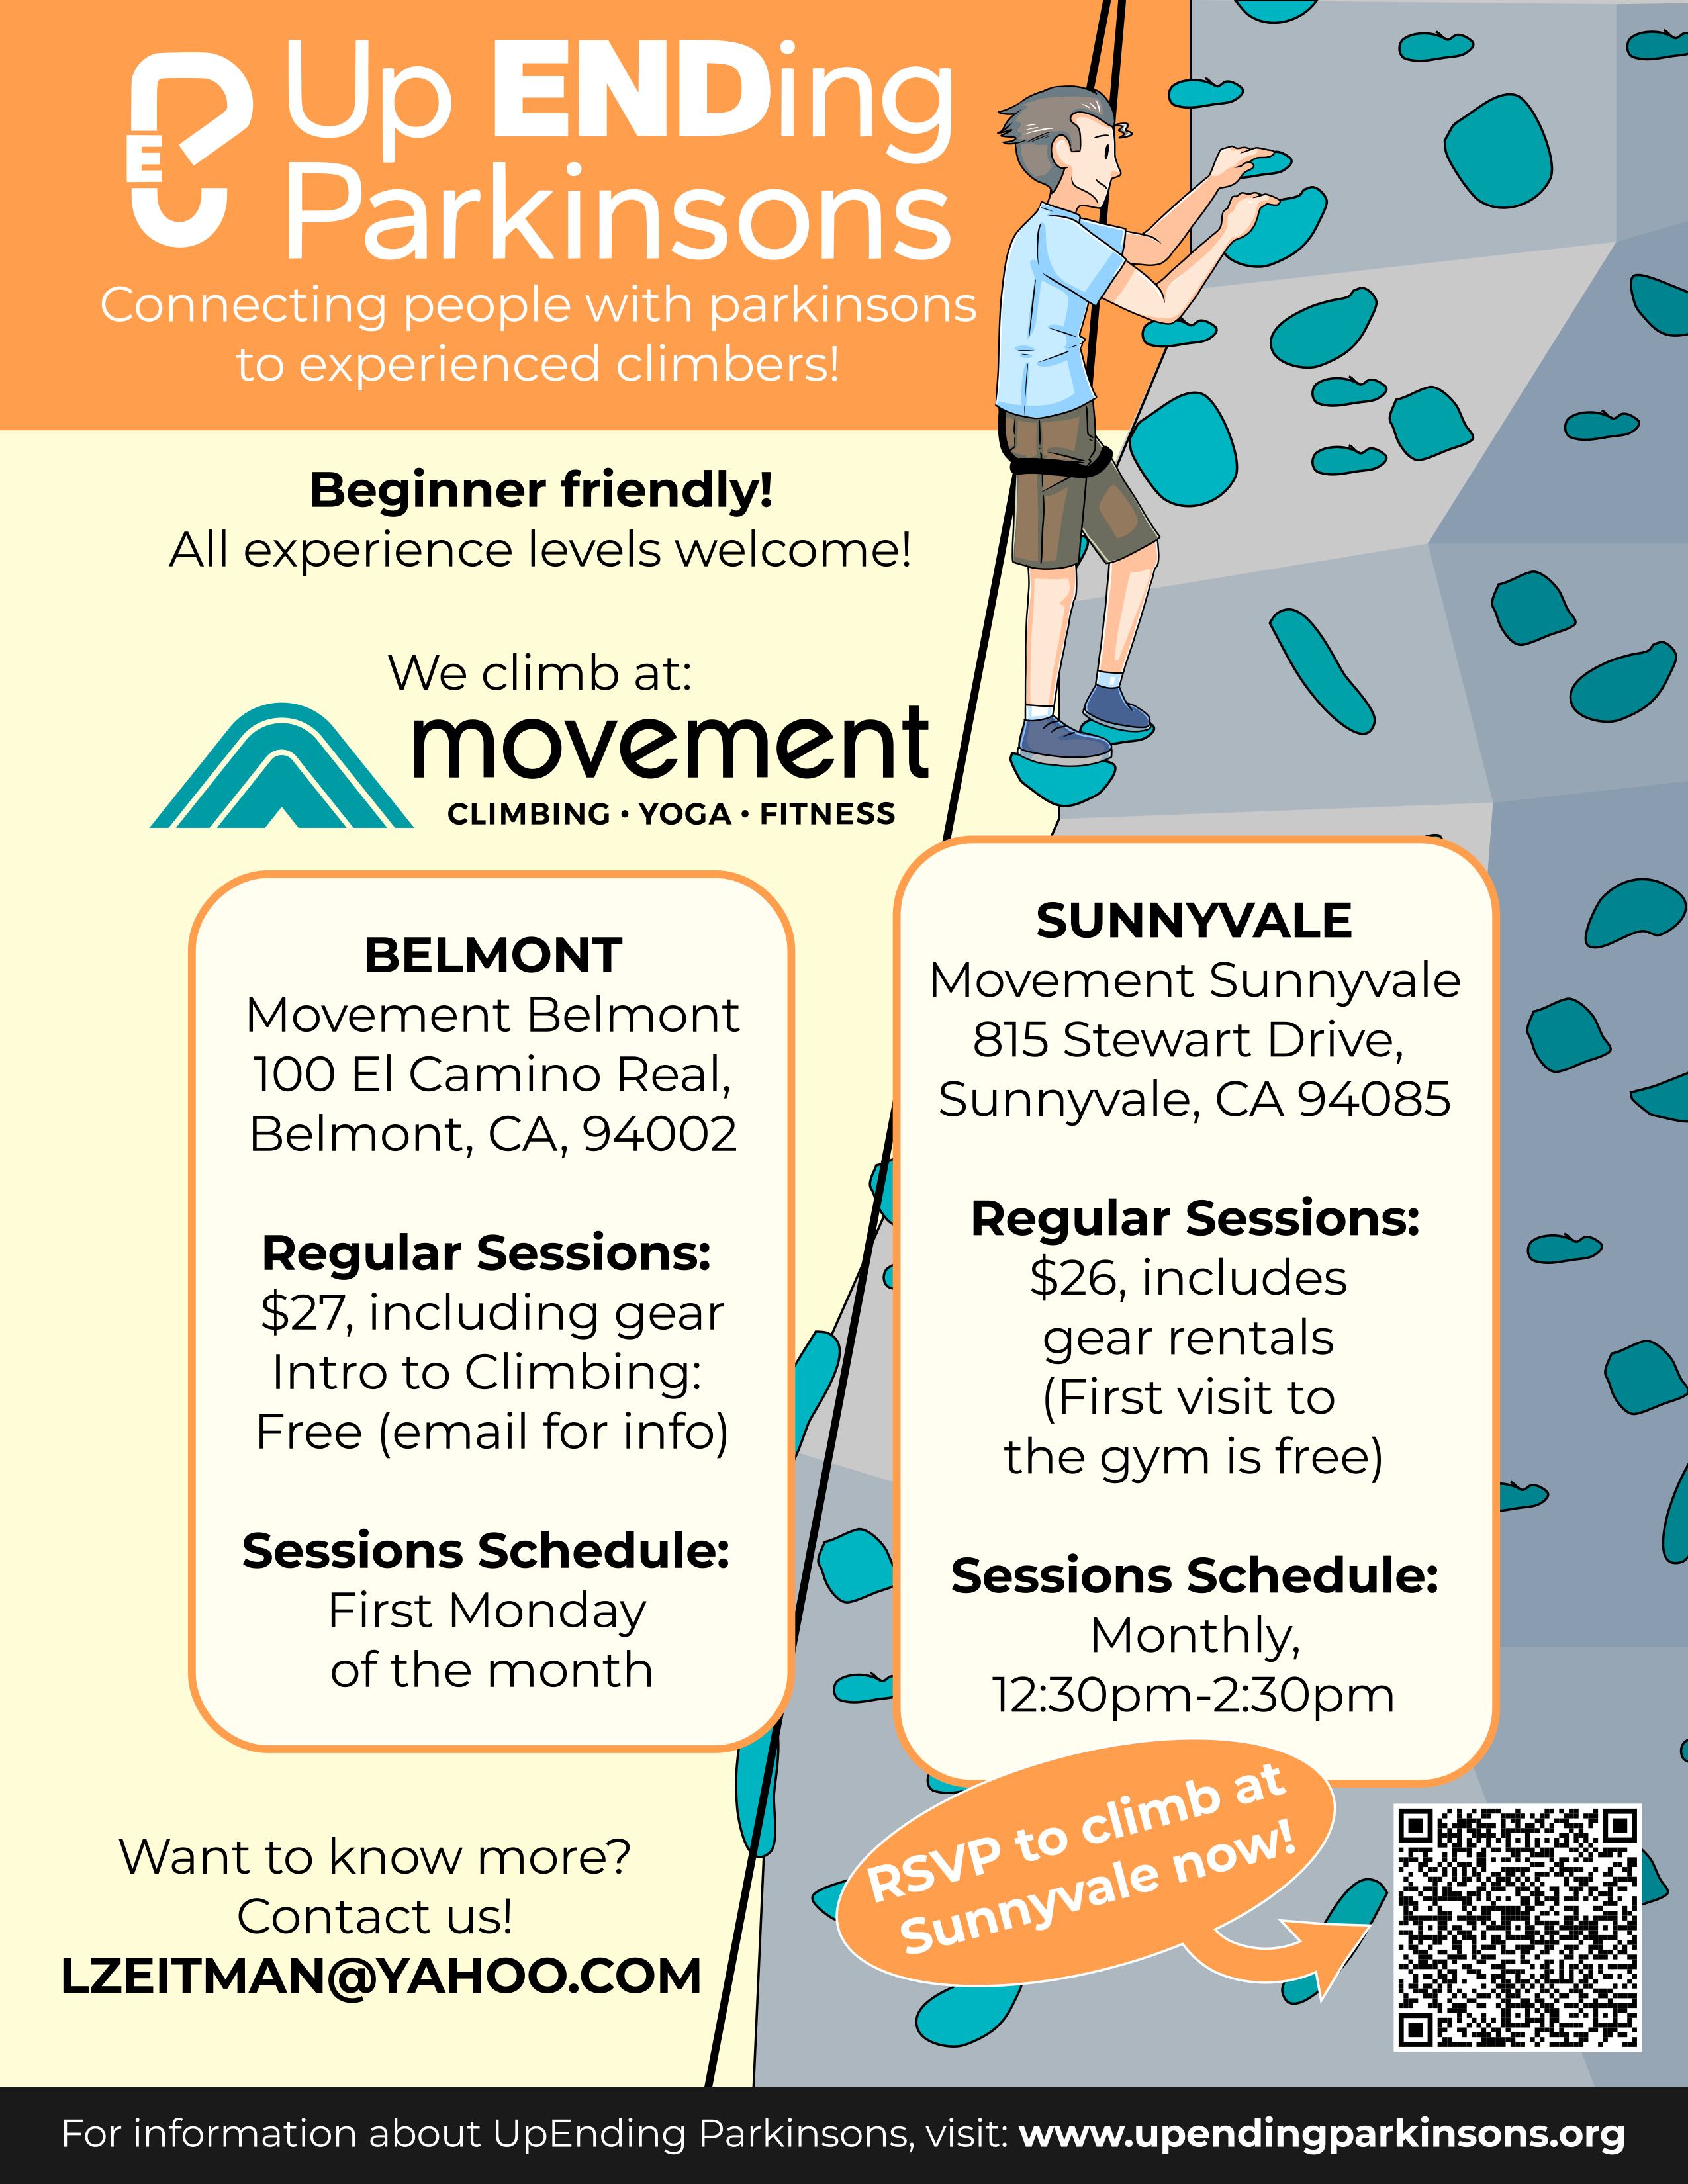 Up ENDing
Parkinsons
E
Connecting people with parkinsons
to experienced climbers!
Beginner friendly!
All experience levels welcome!
We climb at:
movement
CLIMBING • YOGA • FITNESS
BELMONT
Movement Belmont
100 El Camino Real,
Belmont, CA, 94002
Regular Sessions:
$27, including gear
Intro to Climbing:
Free (email for info)
Sessions Schedule:
First Monday
of the month
SUNNYVALE
Movement Sunnyvale
815 Stewart Drive,
Sunnyvale, CA 94085
Regular Sessions:
$26, includes
gear rentals
(First visit to
the gym is free)
Sessions Schedule:
Monthly,
12:30pm-2:30pm
RSVP to climb at
Sunnyvale now!
Want to know more?
Contact us!
LZEITMAN@YAHOO.COM
For information about UpEnding Parkinsons, visit: www.upendingparkinsons.org